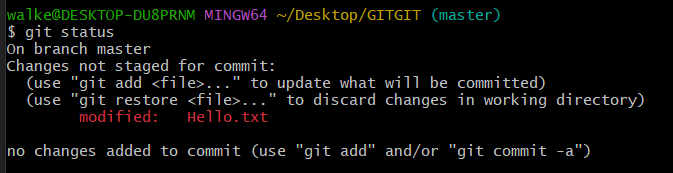 walke@DESKTOP-DU8PRNM MINGW64 ~/Desktop/GITGIT (master)
$ git status
On branch master
Changes not staged for commit:
  (use "git add <file>..." to update what will be committed)
  (use "git restore <file>..." to discard changes in working directory)
        modified:   Hello.txt

no changes added to commit (use "git add" and/or "git commit -a")